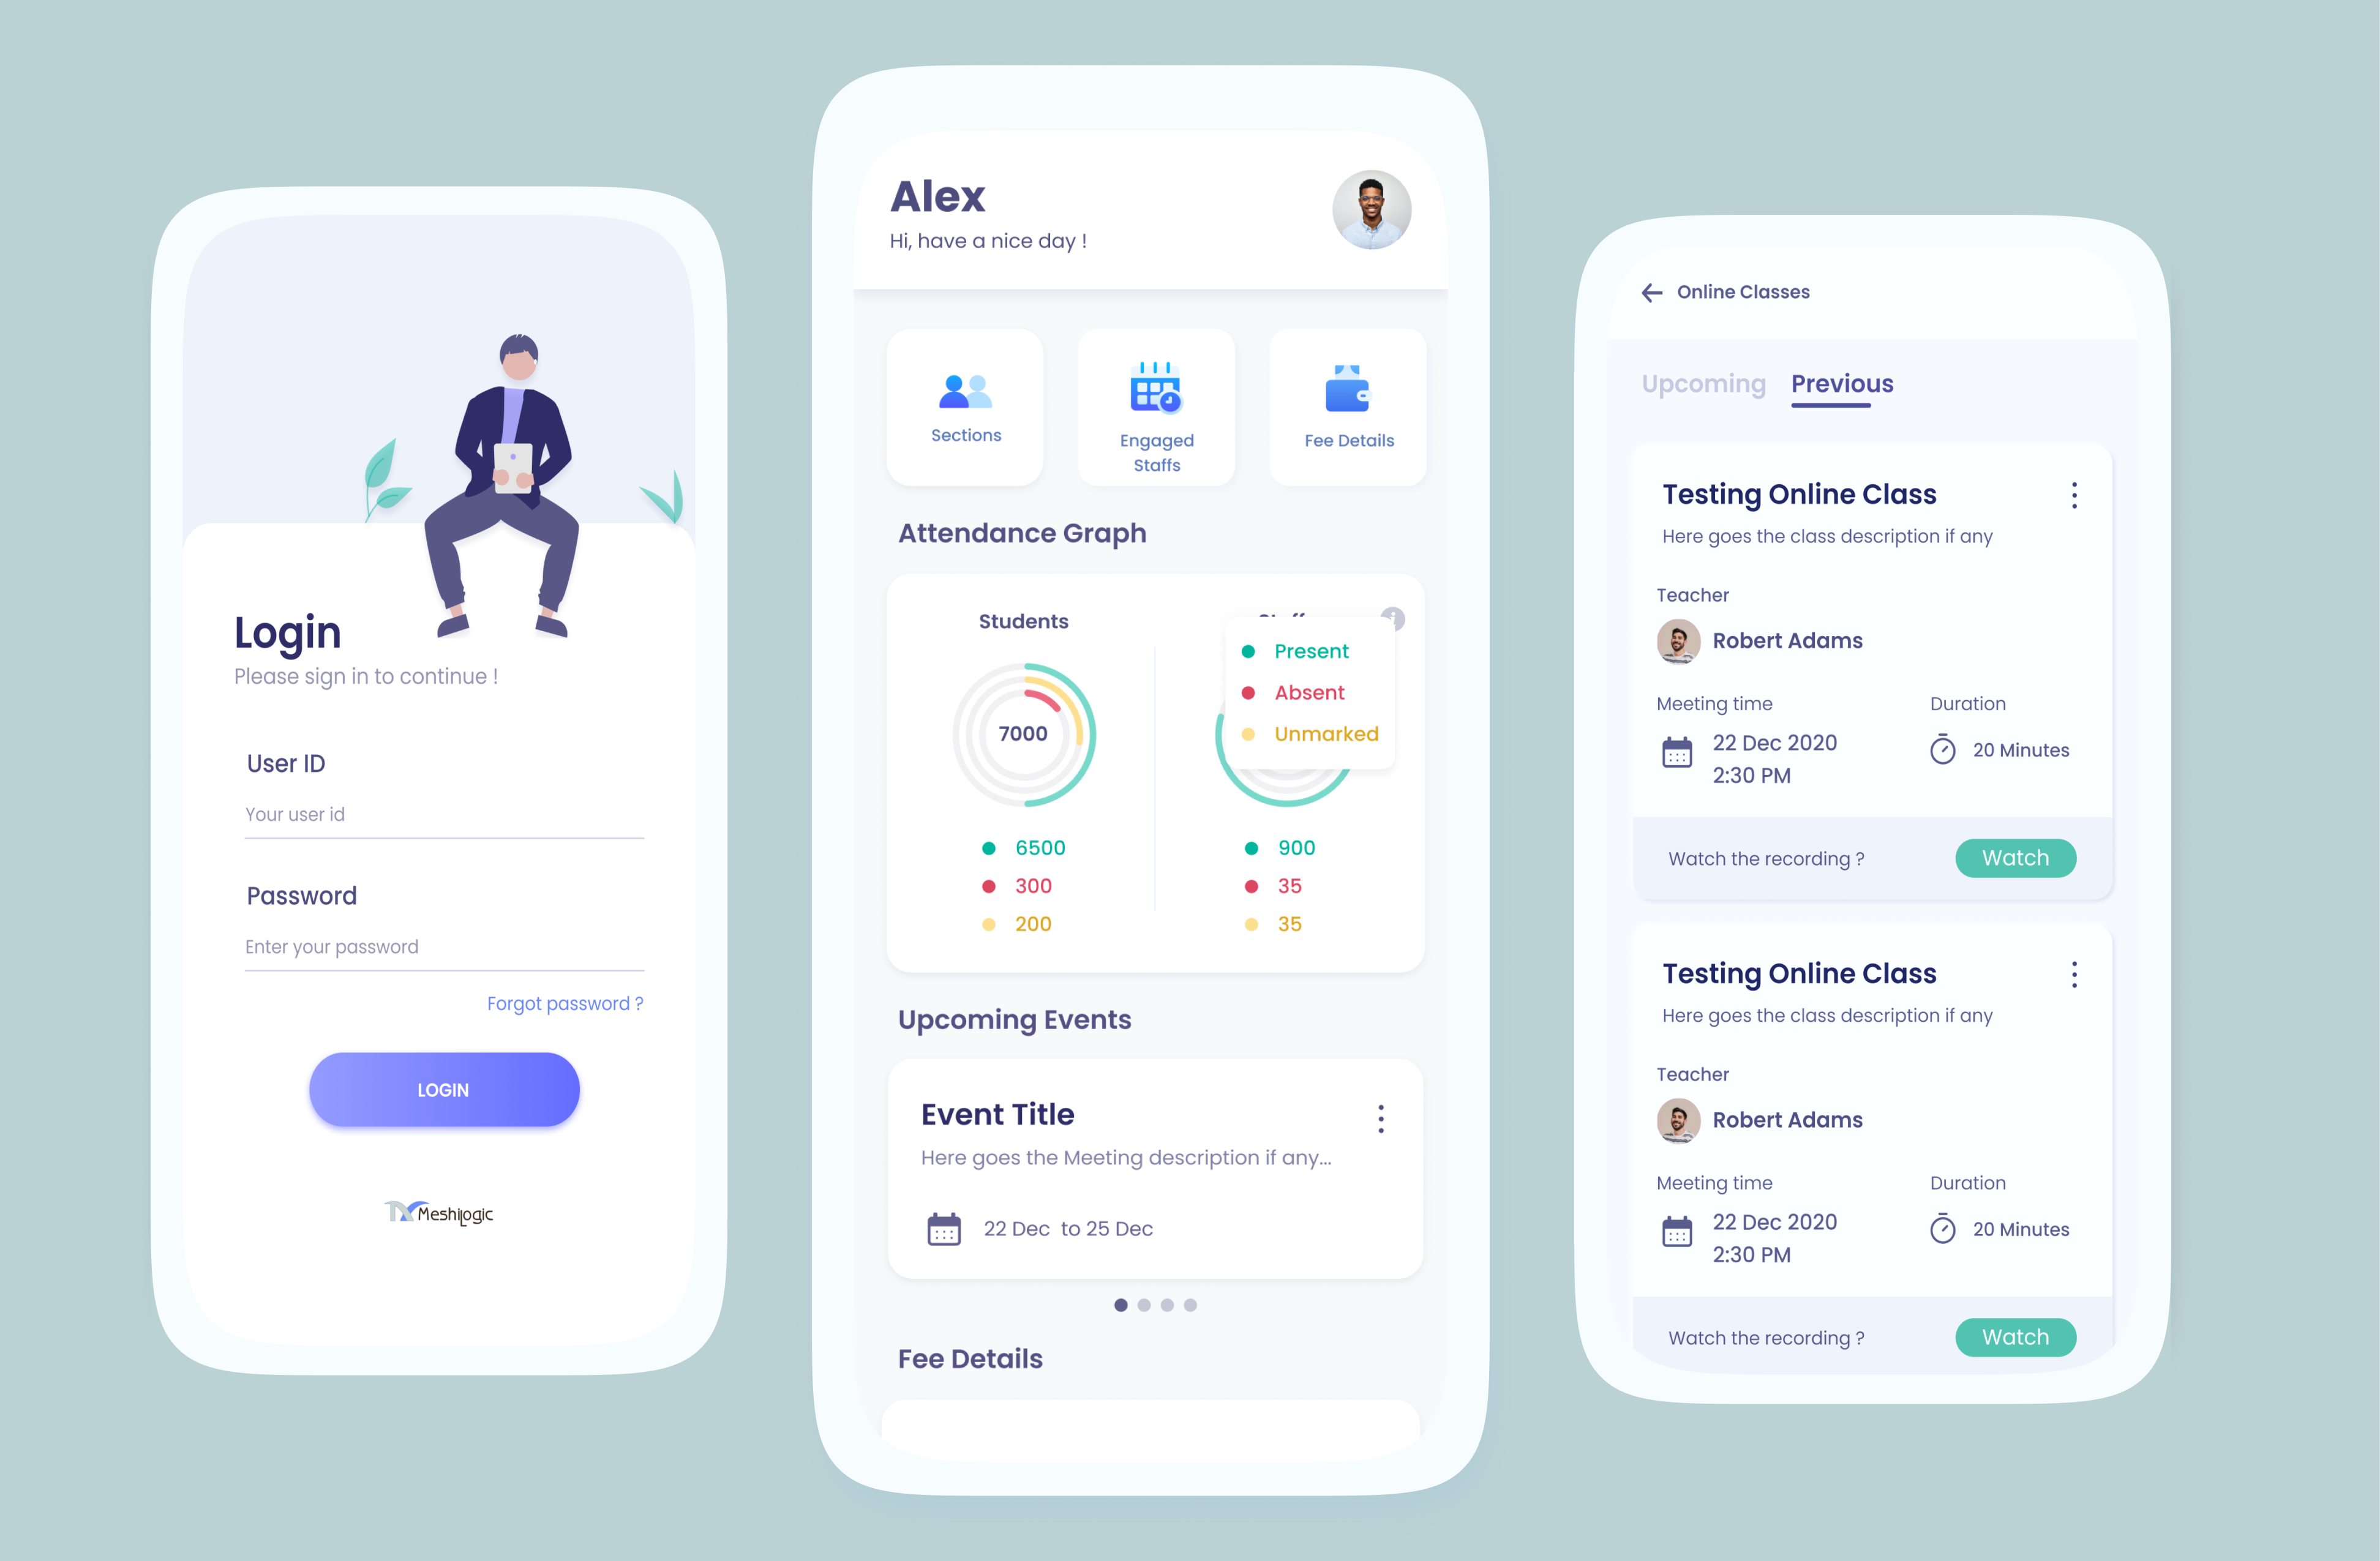 Login
Please sign in to continue !
User ID
Your user id
Password
Enter your password
Forgot password ?
LOGIN
MeshiLogic
Alex
Hi, have a nice day !
Sections
Engaged
Staffs
Fee Details
Attendance Graph
Students
Present
Absent
Unmarked
7000
6500
300
200
900
35
35
Upcoming Events
Event Title
Here goes the Meeting description if any...
22 Dec to 25 Dec
Fee Details
Online Classes
Upcoming
Previous
Testing Online Class
Here goes the class description if any
Teacher
Robert Adams
Meeting time
Duration
22 Dec 2020
2:30 PM
20 Minutes
Watch the recording ?
Watch
Testing Online Class
Here goes the class description if any
Teacher
Robert Adams
Meeting time
Duration
22 Dec 2020
2:30 PM
20 Minutes
Watch the recording ?
Watch